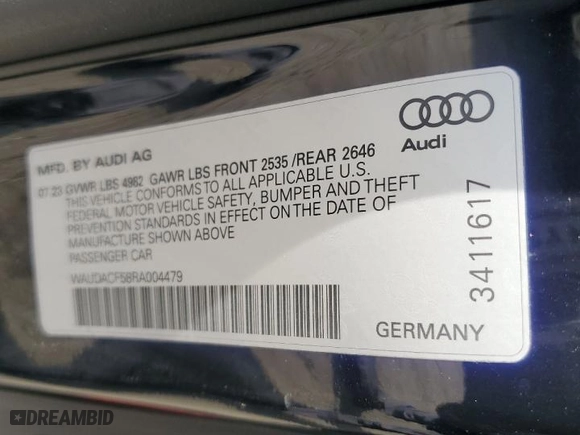 MFD. BY AUDI AG
07.23 GVWR LBS 4982 GAWR LBS FRONT 2535 /REAR 2646
THIS VEHICLE CONFORMS TO ALL APPLICABLE U.S.
FEDERAL MOTOR VEHICLE SAFETY, BUMPER AND THEFT
PREVENTION STANDARDS IN EFFECT ON THE DATE OF
MANUFACTURE SHOWN ABOVE
PASSENGER CAR
WAUDACF58RA004479
Audi
3411617
GERMANY
DREAMBID